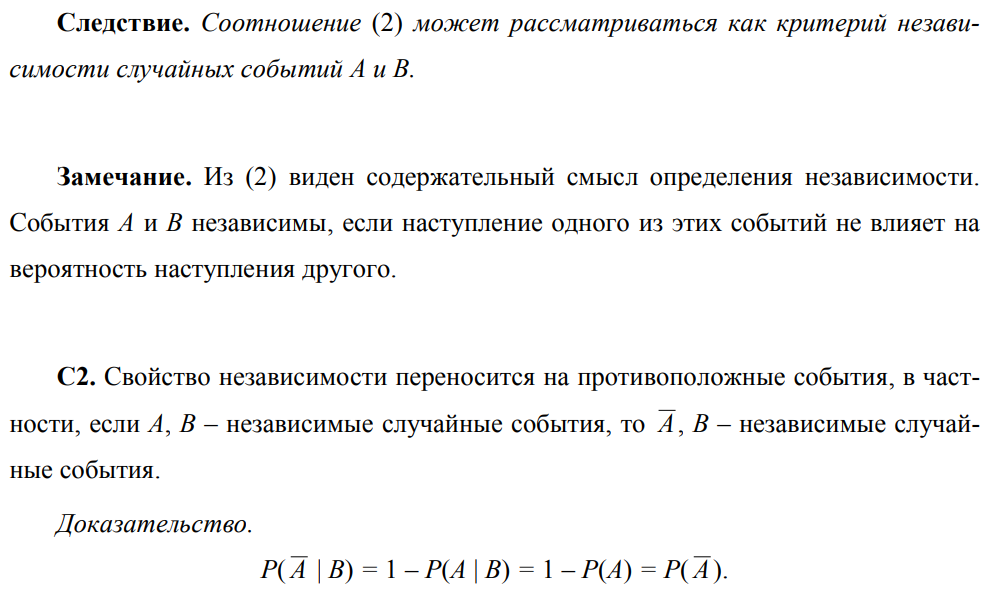 Следствие. Соотношение (2) может рассматриваться как критерий незави-
симости случайных событий A и B.
Замечание. Из (2) виден содержательный смысл определения независимости.
События A и B независимы, если наступление одного из этих событий не влияет на
вероятность наступления другого.
С2. Свойство независимости переносится на противоположные события, в част-
ности, если A, B – независимые случайные события, то A̅, B – независимые случай-
ные события.
Доказательство.
P(A̅ | B) = 1 – P(A | B) = 1 – P(A) = P(A̅).